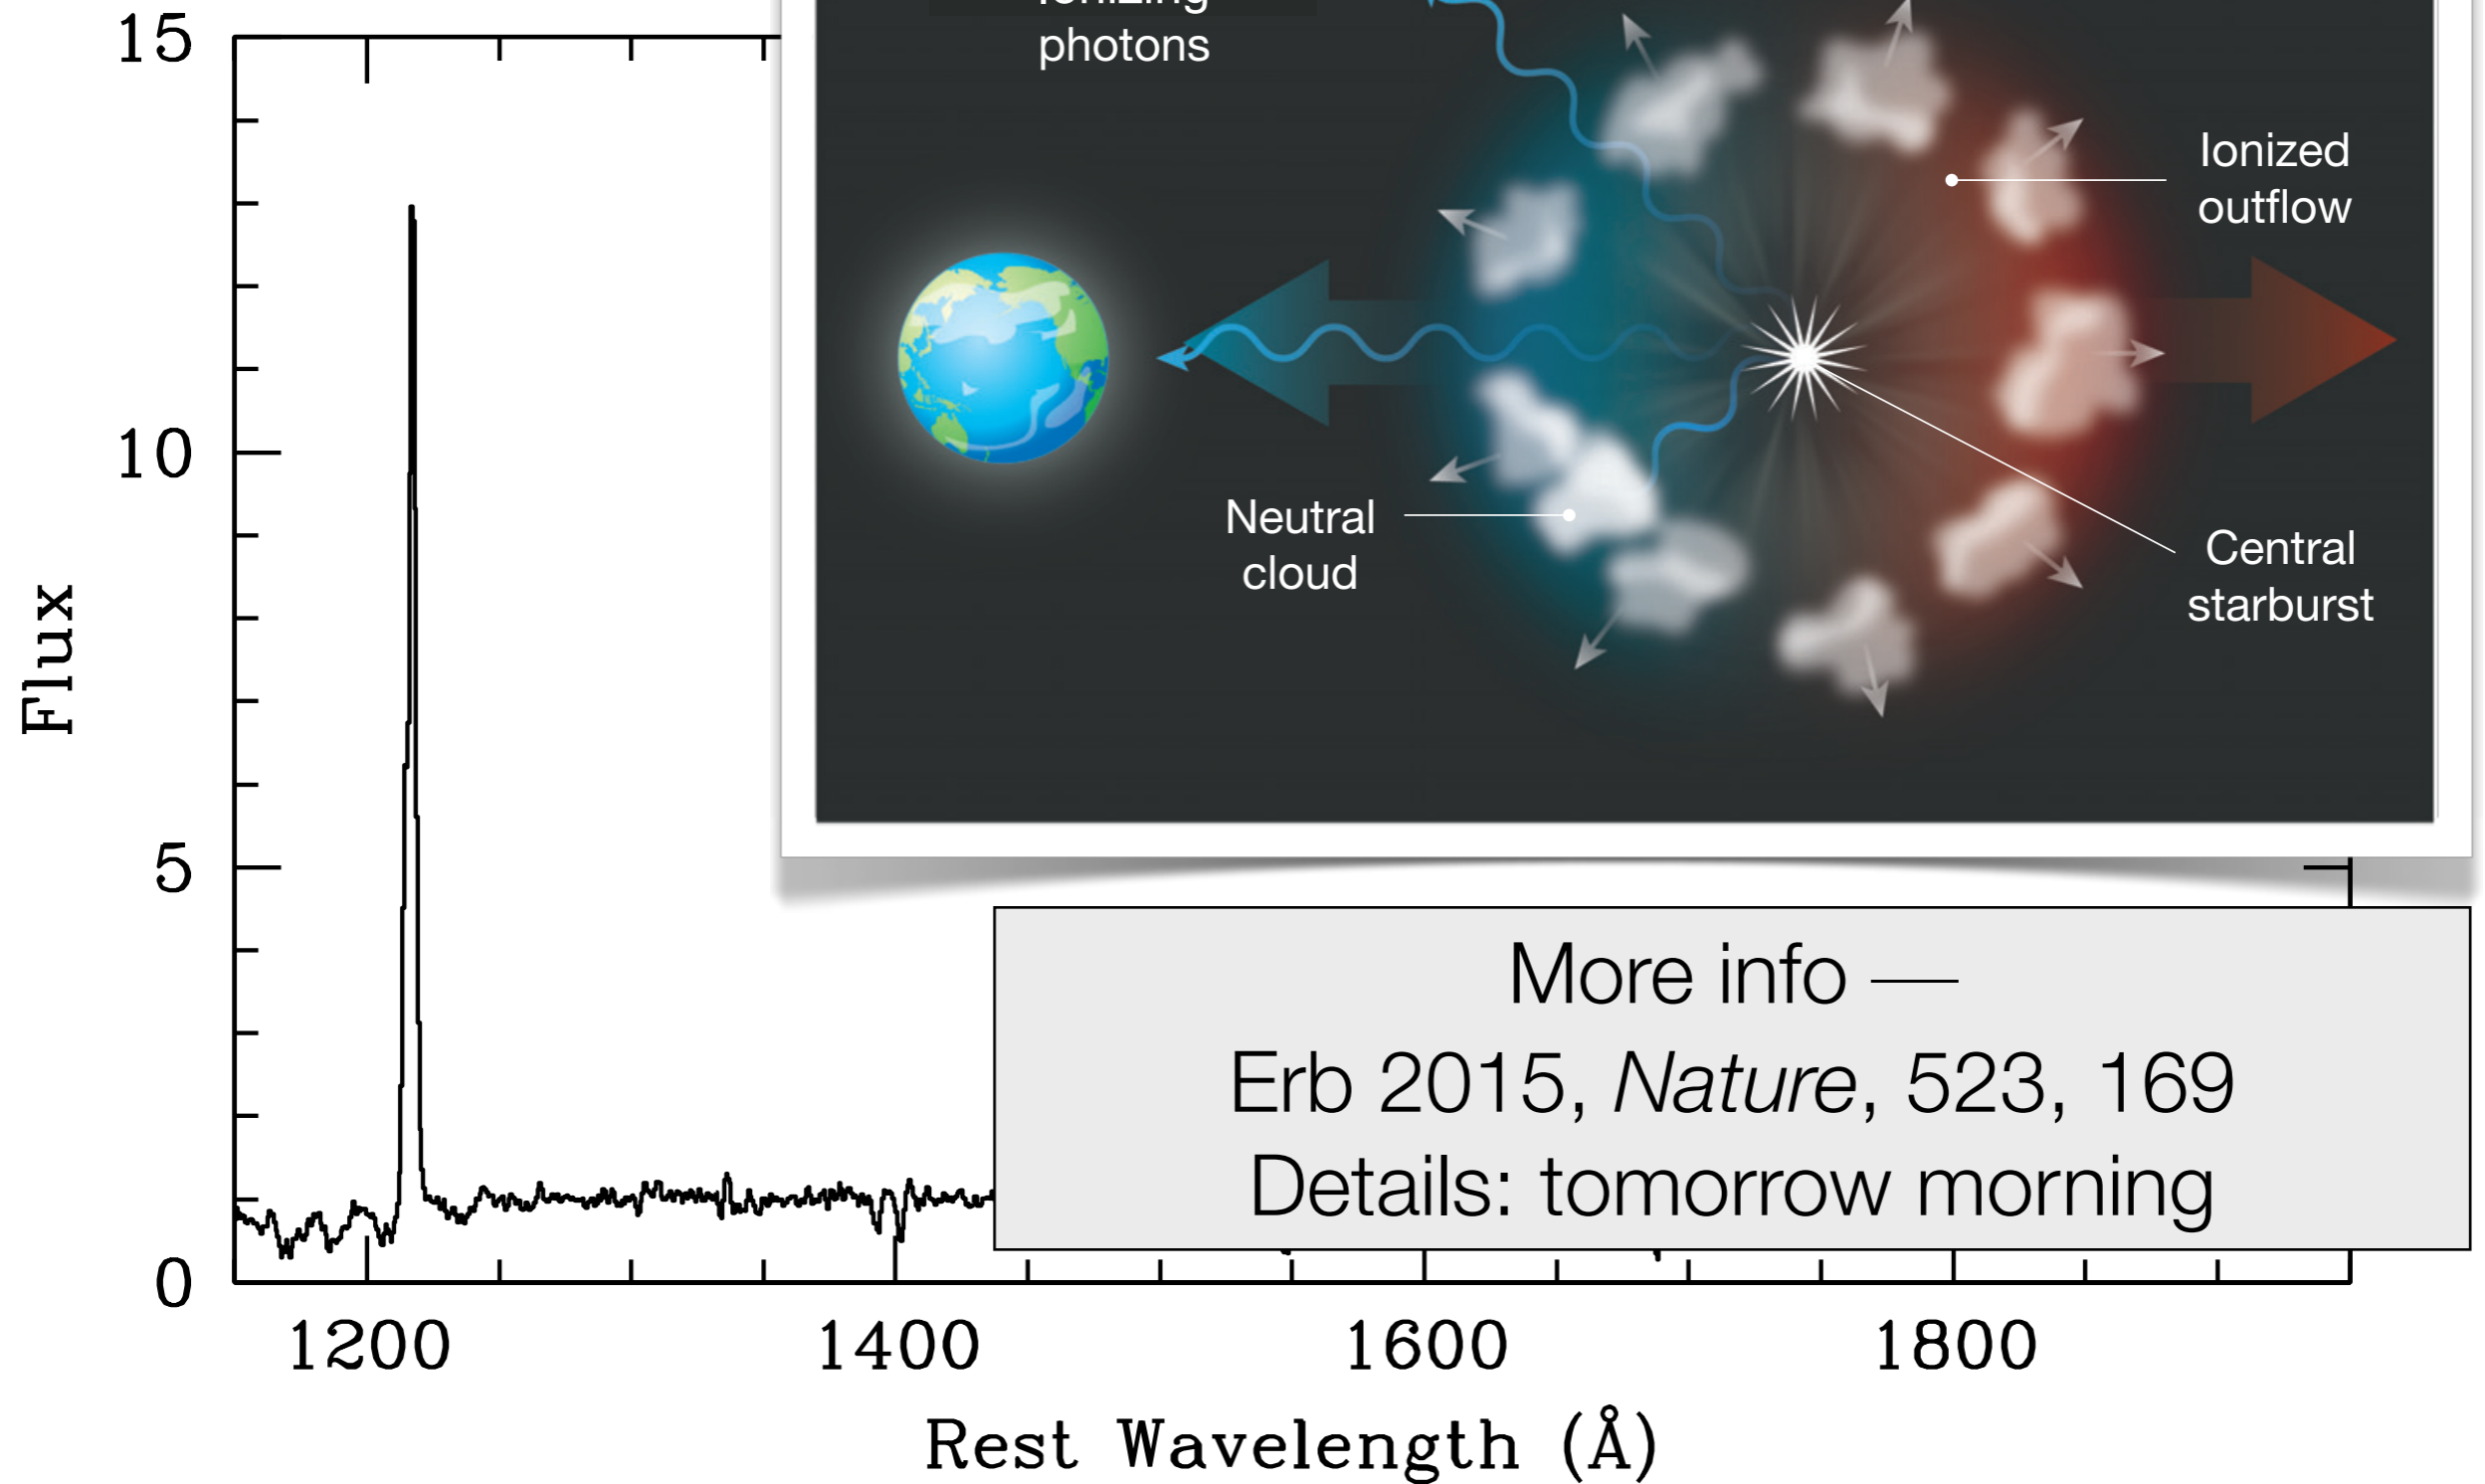 Ionizing
photons
Ionized
outflow
Neutral
cloud
Central
starburst
15
10
5
0
Flux
1200 1400 1600 1800
Rest Wavelength (Å)
More info —
Erb 2015, Nature, 523, 169
Details: tomorrow morning